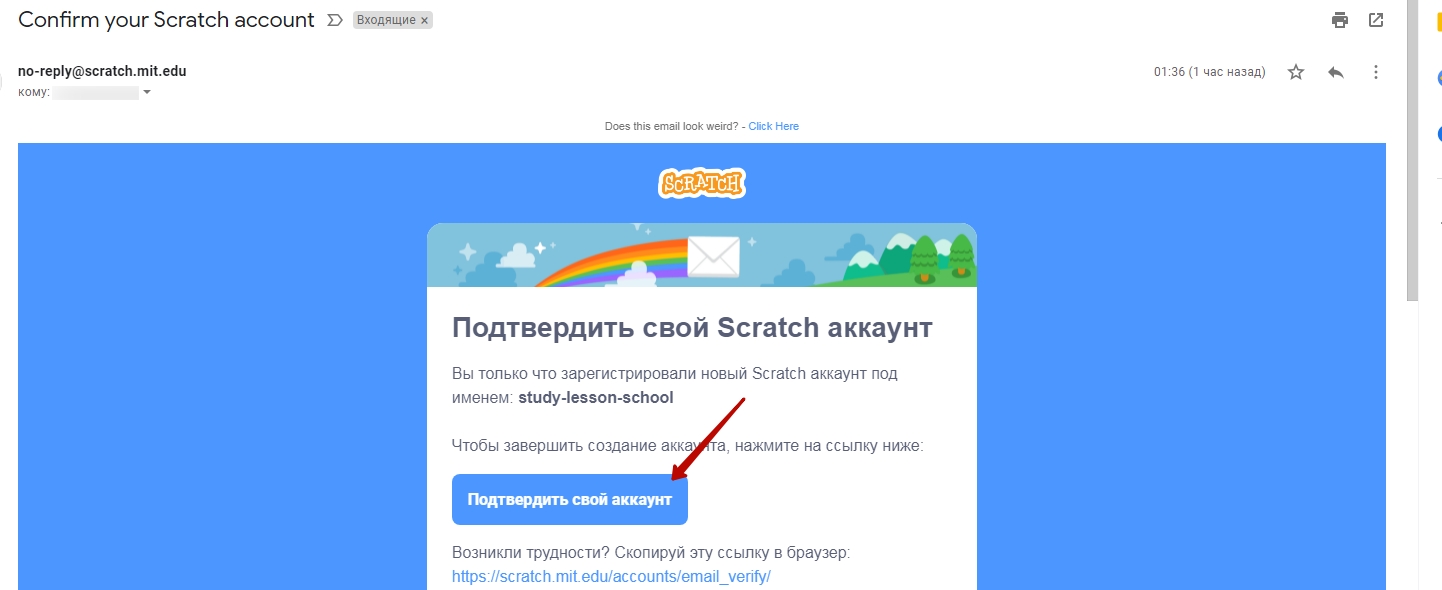 Confirm your Scratch account Входящие ×
no-reply@scratch.mit.edu
01:36 (1 час назад)
кому:
Does this email look weird? - Click Here
SCRATCH
Подтвердить свой Scratch аккаунт
Вы только что зарегистрировали новый Scratch аккаунт под
именем: study-lesson-school
Чтобы завершить создание аккаунта, нажмите на ссылку ниже:
Подтвердить свой аккаунт
Возникли трудности? Скопируй эту ссылку в браузер:
https://scratch.mit.edu/accounts/email_verify/